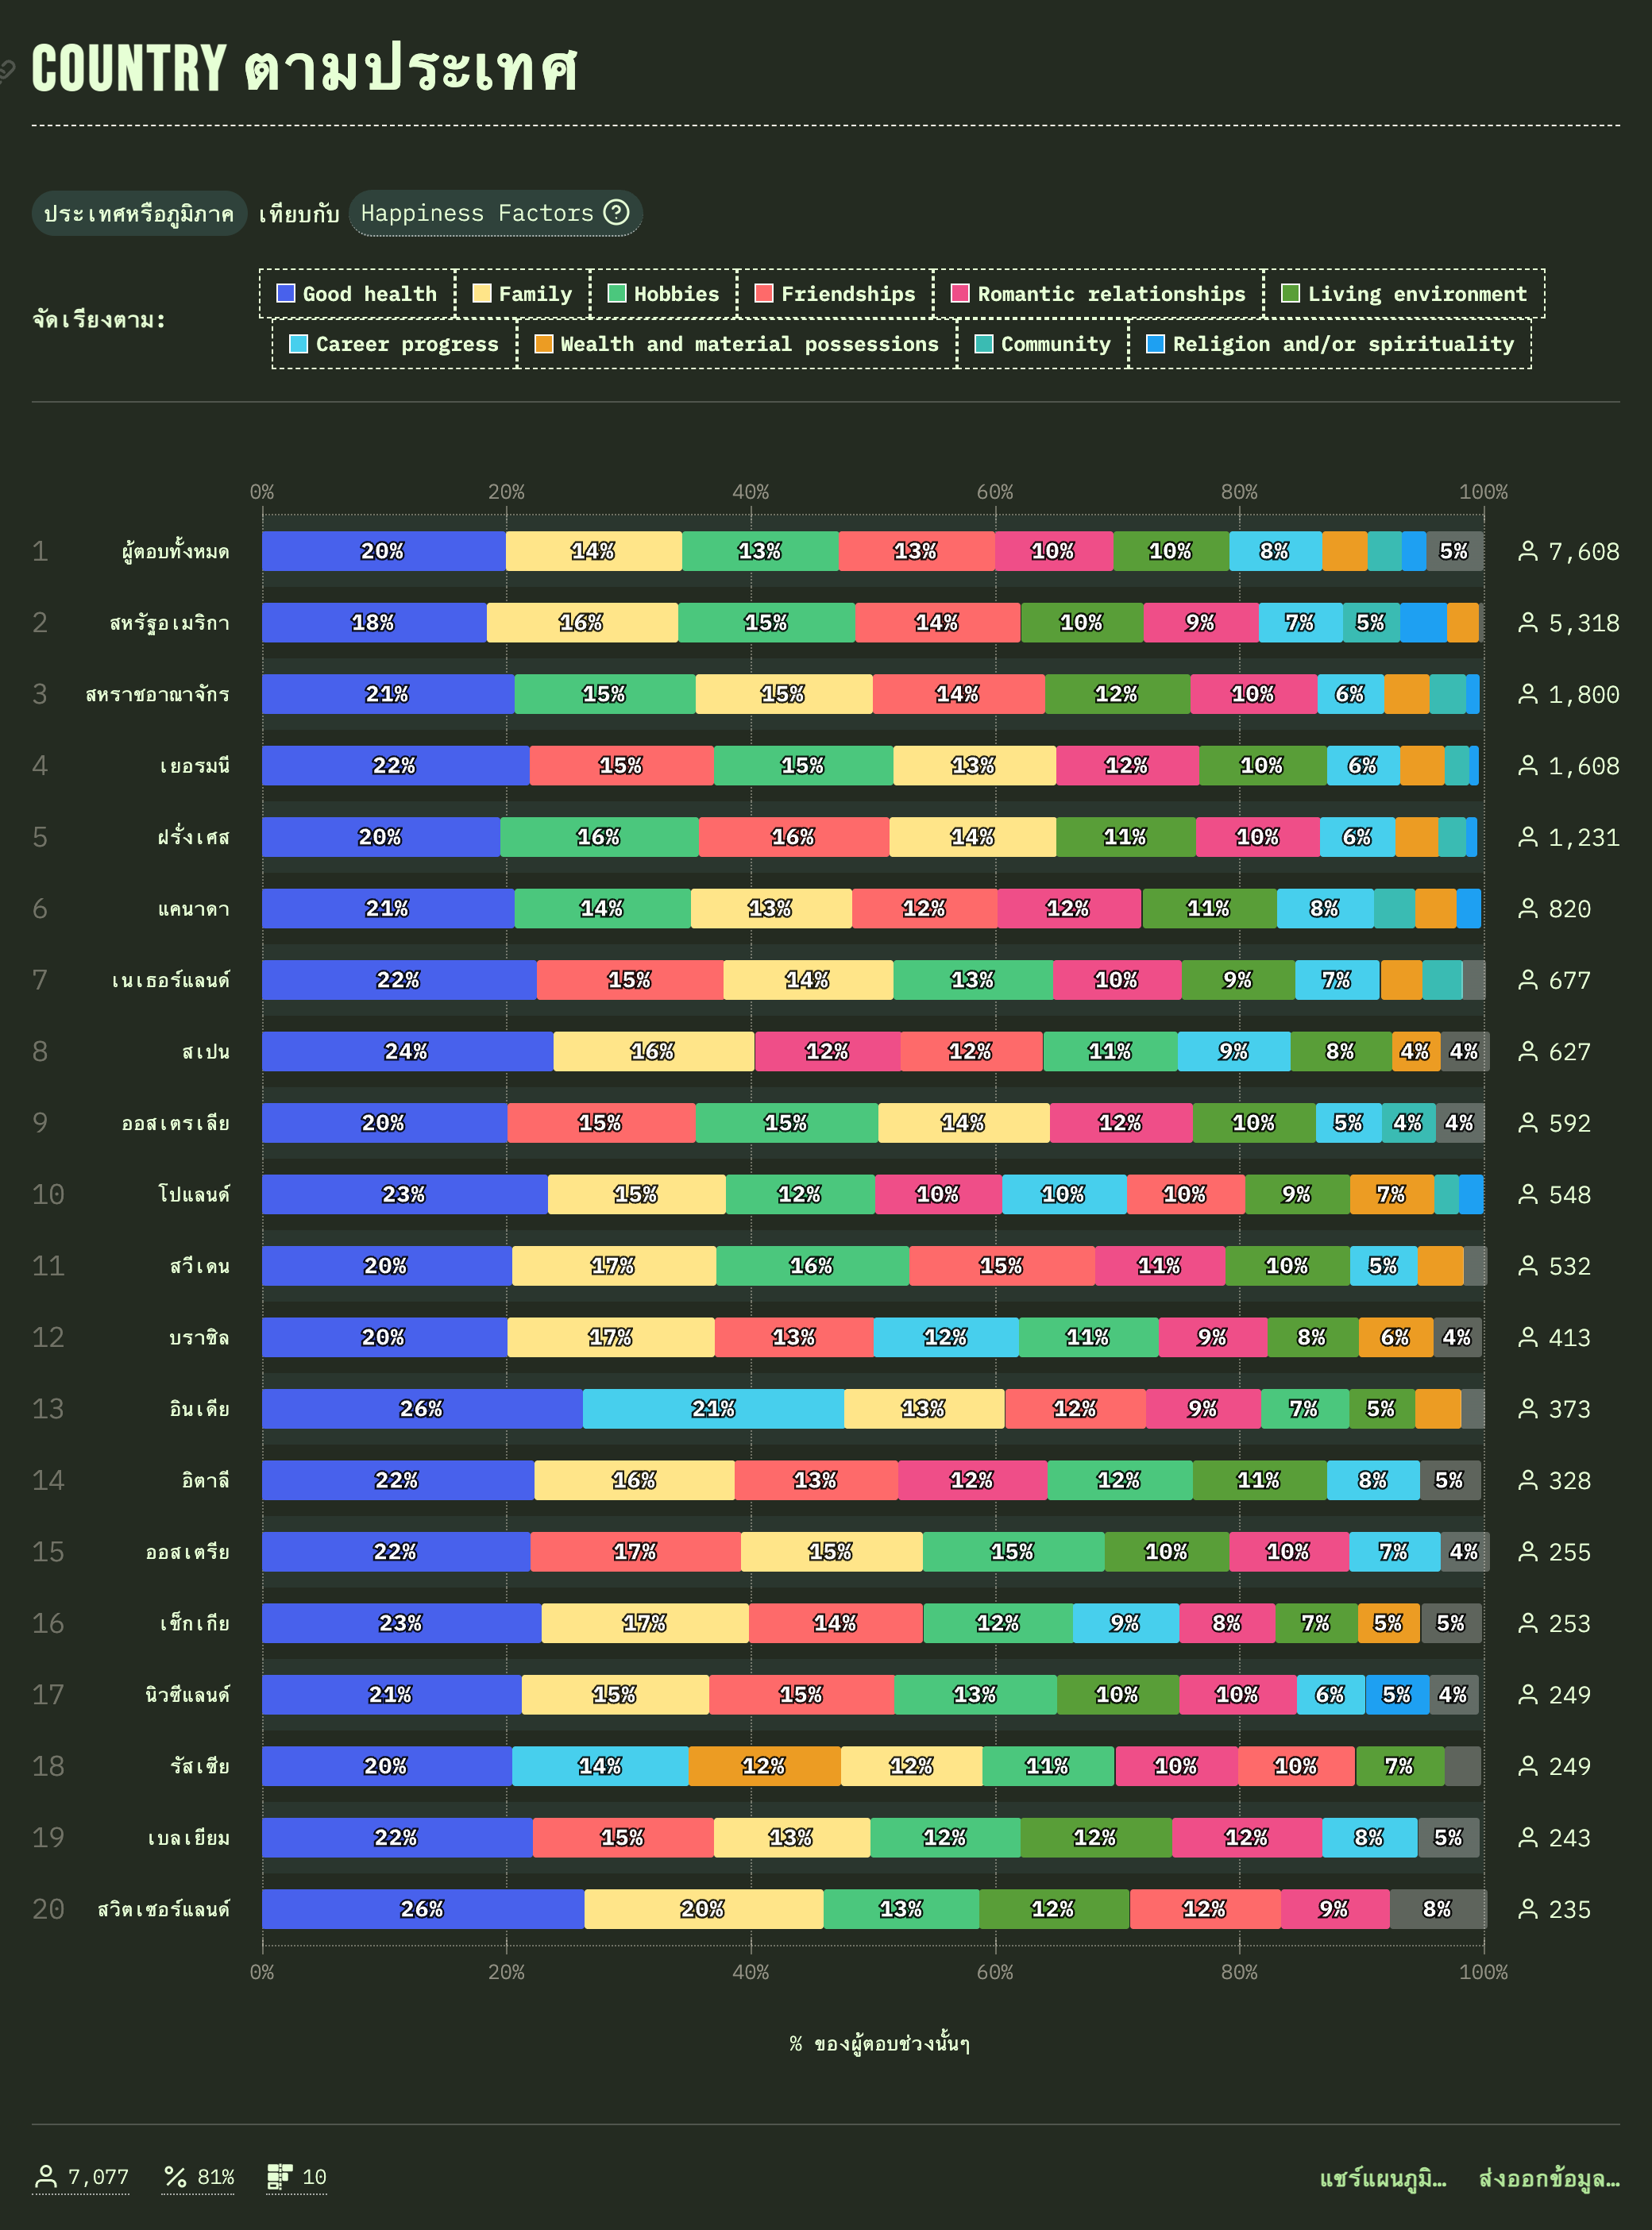 COUNTRY ตามประเทศ
ประเทศหรือภูมิภาค เทียบกับ Happiness Factors
จัดเรียงตาม:
Good health Family Hobbies Friendships Romantic relationships Living environment
Career progress Wealth and material possessions Community Religion and/or spirituality
0% 20% 40% 60% 80% 100%
1 ผู้ตอบทั้งหมด 20% 14% 13% 13% 10% 10% 8% 5% 7,608
2 สหรัฐอเมริกา 18% 16% 15% 14% 10% 9% 7% 5% 5,318
3 สหราชอาณาจักร 21% 15% 15% 14% 12% 10% 6% 1,800
4 เยอรมนี 22% 15% 15% 13% 12% 10% 6% 1,608
5 ฝรั่งเศส 20% 16% 16% 14% 11% 10% 6% 1,231
6 แคนาดา 21% 14% 13% 12% 12% 11% 8% 820
7 เนเธอร์แลนด์ 22% 15% 14% 13% 10% 9% 7% 677
8 สเปน 24% 16% 12% 12% 11% 9% 8% 4% 4% 627
9 ออสเตรเลีย 20% 15% 15% 14% 12% 10% 5% 4% 4% 592
10 โปแลนด์ 23% 15% 12% 10% 10% 10% 9% 7% 548
11 สวีเดน 20% 17% 16% 15% 11% 10% 5% 532
12 บราซิล 20% 17% 13% 12% 11% 9% 8% 6% 4% 413
13 อินเดีย 26% 21% 13% 12% 9% 7% 5% 373
14 อิตาลี 22% 16% 13% 12% 12% 11% 8% 5% 328
15 ออสเตรีย 22% 17% 15% 15% 10% 10% 7% 4% 255
16 เช็กเกีย 23% 17% 14% 12% 9% 8% 7% 5% 5% 253
17 นิวซีแลนด์ 21% 15% 15% 13% 10% 10% 6% 5% 4% 249
18 รัสเซีย 20% 14% 12% 12% 11% 10% 10% 7% 249
19 เบลเยียม 22% 15% 13% 12% 12% 12% 8% 5% 243
20 สวิตเซอร์แลนด์ 26% 20% 13% 12% 12% 9% 8% 235
0% 20% 40% 60% 80% 100%
% ของผู้ตอบช่วงนั้นๆ
7,077 81% 10 แชร์แผนภูมิ… ส่งออกข้อมูล…